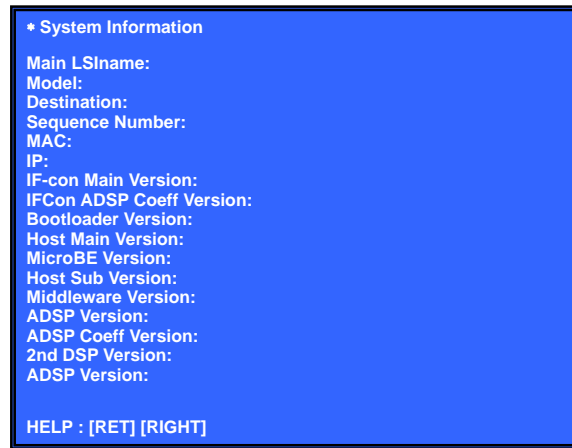 * System Information
Main LSIname:
Model:
Destination:
Sequence Number:
MAC:
IP:
IF-con Main Version:
IFCon ADSP Coeff Version:
Bootloader Version:
Host Main Version:
MicroBE Version:
Host Sub Version:
Middleware Version:
ADSP Version:
ADSP Coeff Version:
2nd DSP Version:
ADSP Version:
HELP : [RET] [RIGHT]